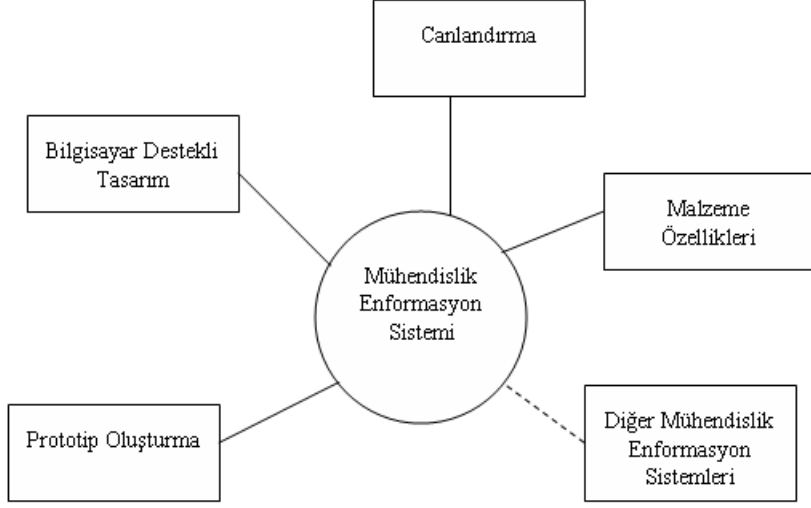 Canlandırma
Bilgisayar Destekli
Tasarım
Malzeme
Özellikleri
Mühendislik
Enformasyon
Sistemi
Prototip Oluşturma
Diğer Mühendislik
Enformasyon
Sistemleri